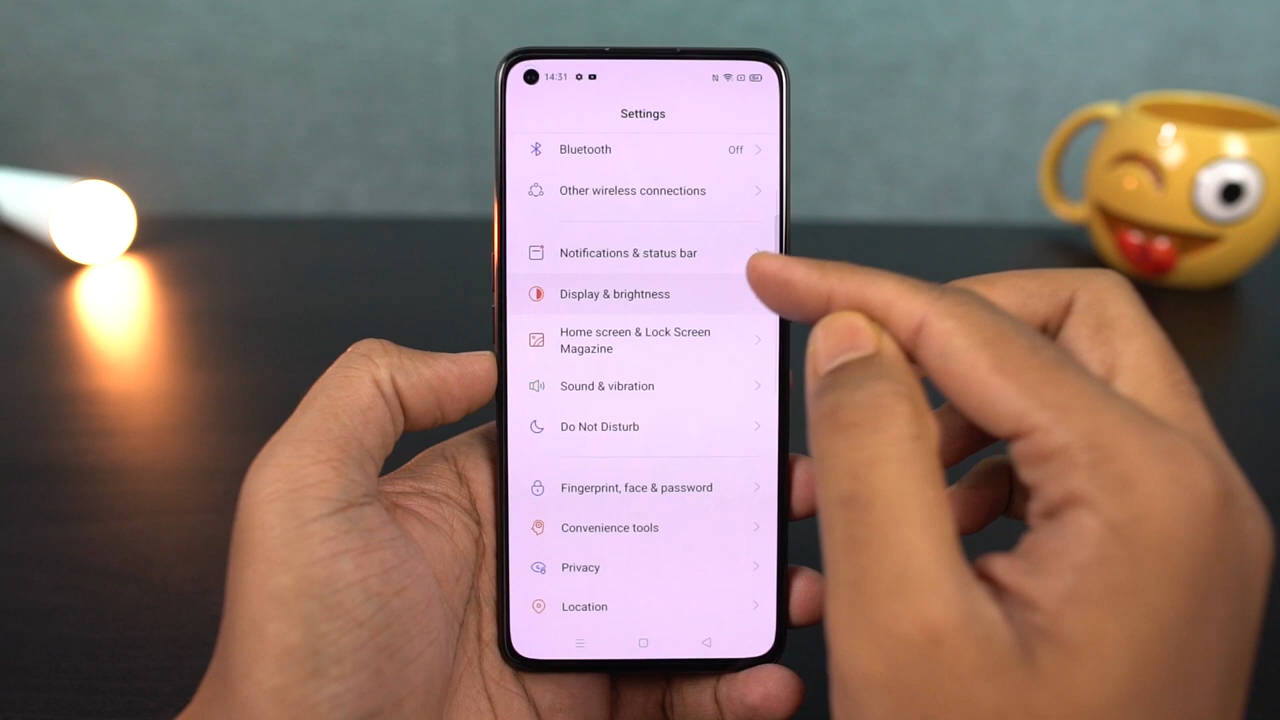 14:31
Settings
Bluetooth Off
Other wireless connections
Notifications & status bar
Display & brightness
Home screen & Lock Screen
Magazine
Sound & vibration
Do Not Disturb
Fingerprint, face & password
Convenience tools
Privacy
Location